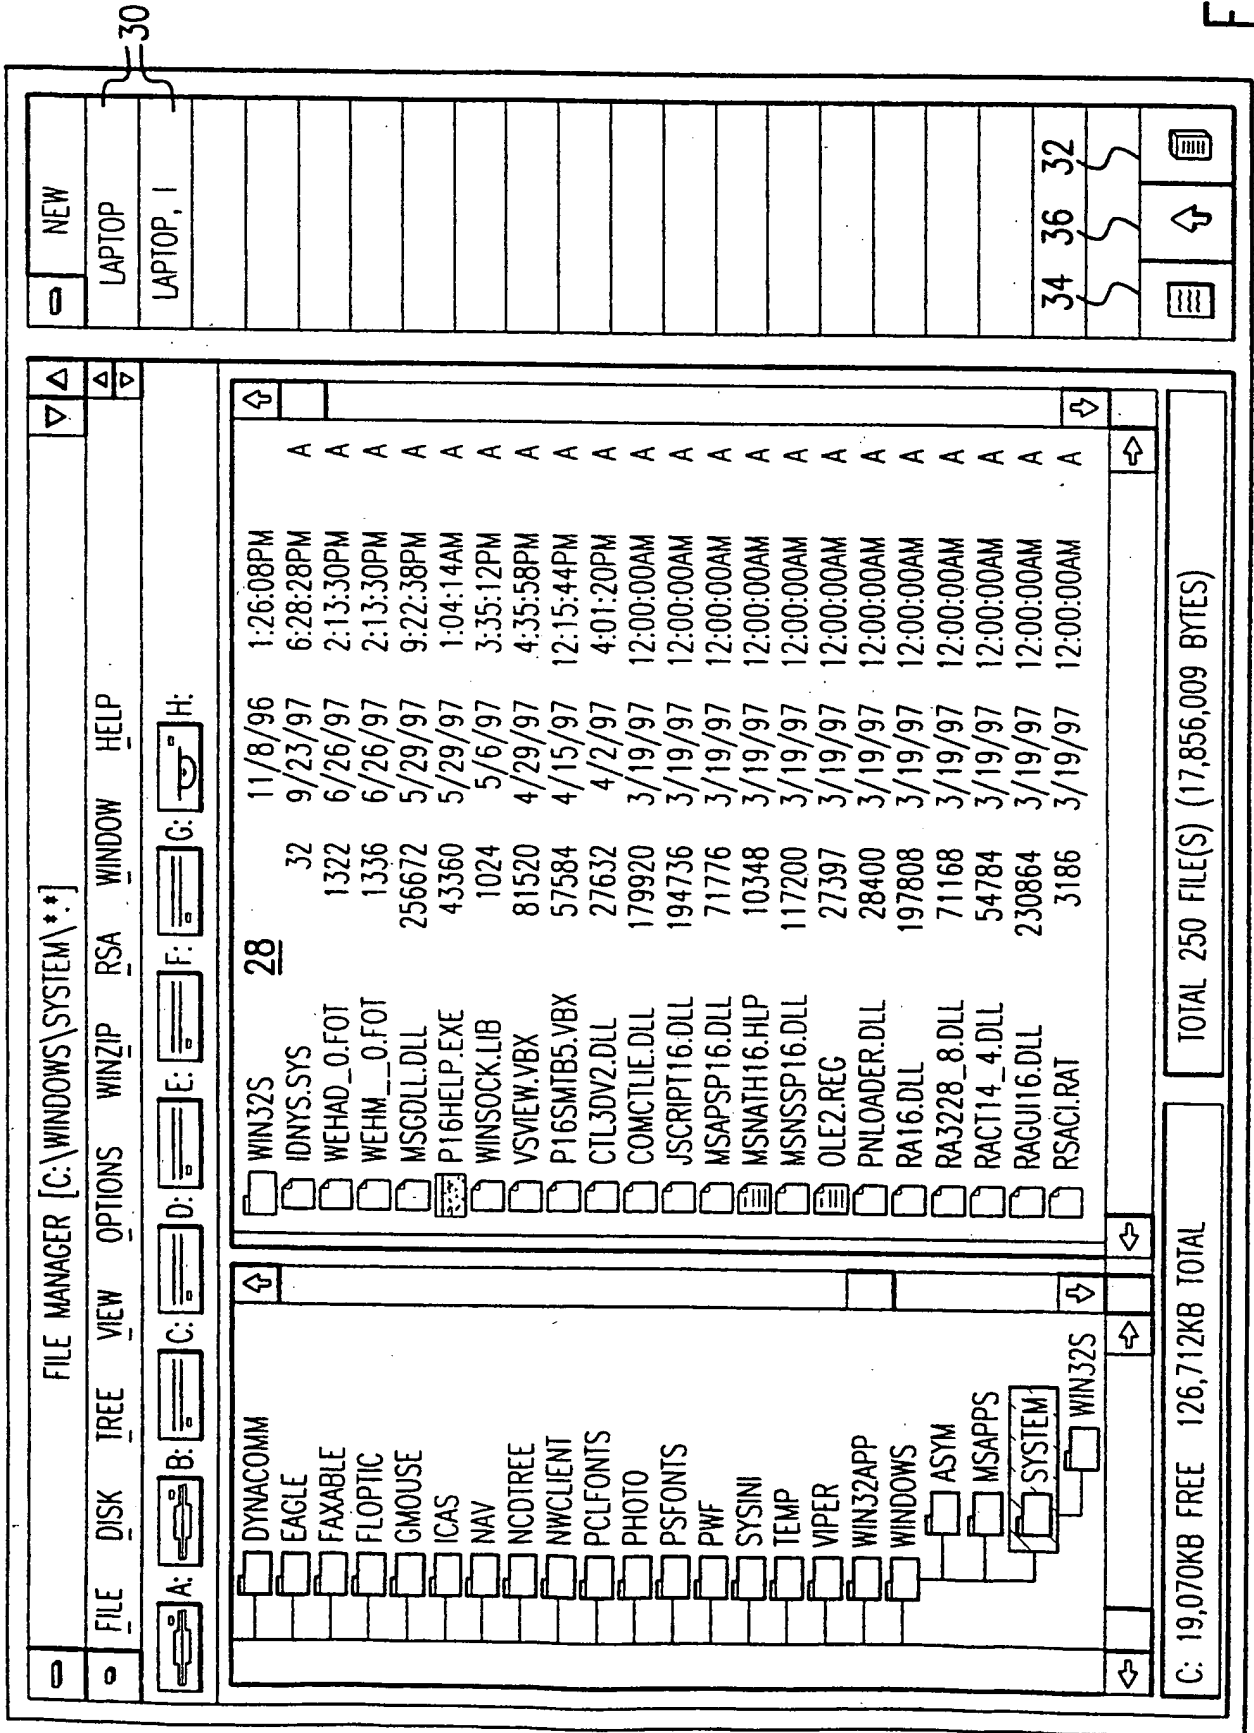 FILE MANAGER [C:\WINDOWS\SYSTEM\*.*]
FILE DISK TREE VIEW OPTIONS WINZIP RSA WINDOW HELP
A: B: C: D: E: F: G: H:
DYNACOMM
EAGLE
FAXABLE
FLOPTIC
GMOUSE
ICAS
NAV
NCDTREE
NWCLIENT
PCLFONTS
PHOTO
PSFONTS
PWF
SYSINI
TEMP
VIPER
WIN32APP
WINDOWS
ASYM
MSAPPS
SYSTEM
WIN32S
28
WIN32S 11/8/96 1:26:08PM
IDNYS.SYS 32 9/23/97 6:28:28PM A
WEHAD_0.FOT 1322 6/26/97 2:13:30PM A
WEHM__0.FOT 1336 6/26/97 2:13:30PM A
MSGDLL.DLL 256672 5/29/97 9:22:38PM A
P16HELP.EXE 43360 5/29/97 1:04:14AM A
WINSOCK.LIB 1024 5/6/97 3:35:12PM A
VSVIEW.VBX 81520 4/29/97 4:35:58PM A
P16SMTB5.VBX 57584 4/15/97 12:15:44PM A
CTL3DV2.DLL 27632 4/2/97 4:01:20PM A
COMCTLIE.DLL 179920 3/19/97 12:00:00AM A
JSCRIPT16.DLL 194736 3/19/97 12:00:00AM A
MSAPSP16.DLL 71776 3/19/97 12:00:00AM A
MSNATH16.HLP 10348 3/19/97 12:00:00AM A
MSNSSP16.DLL 117200 3/19/97 12:00:00AM A
OLE2.REG 27397 3/19/97 12:00:00AM A
PNLOADER.DLL 28400 3/19/97 12:00:00AM A
RA16.DLL 197808 3/19/97 12:00:00AM A
RA3228_8.DLL 71168 3/19/97 12:00:00AM A
RACT14_4.DLL 54784 3/19/97 12:00:00AM A
RAGUI16.DLL 230864 3/19/97 12:00:00AM A
RSACI.RAT 3186 3/19/97 12:00:00AM A
C: 19,070KB FREE 126,712KB TOTAL
TOTAL 250 FILE(S) (17,856,009 BYTES)
NEW
LAPTOP
LAPTOP, I
30
34 36 32
F